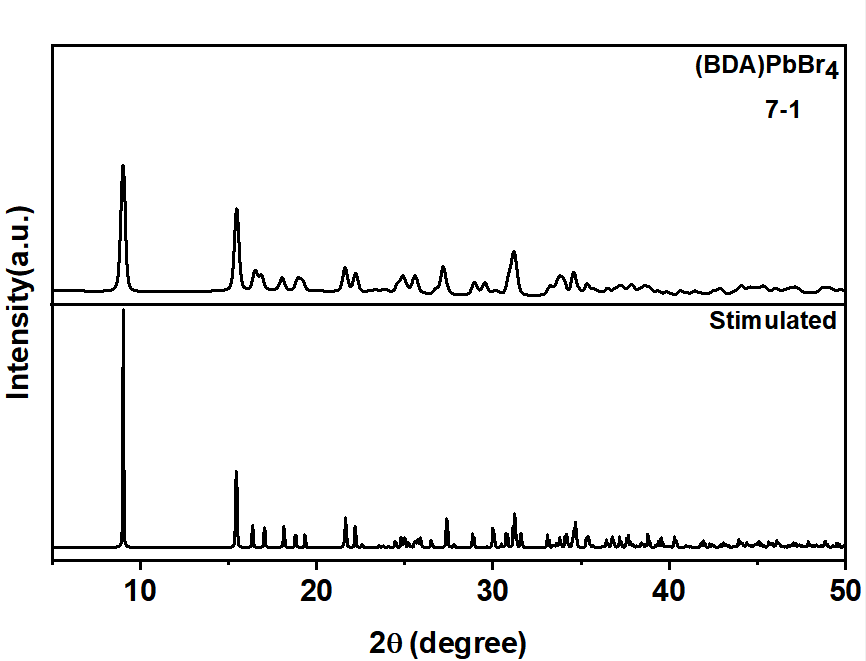 (BDA)PbBr4
7-1
Stimulated
Intensity(a.u.)
10 20 30 40 50
2θ (degree)